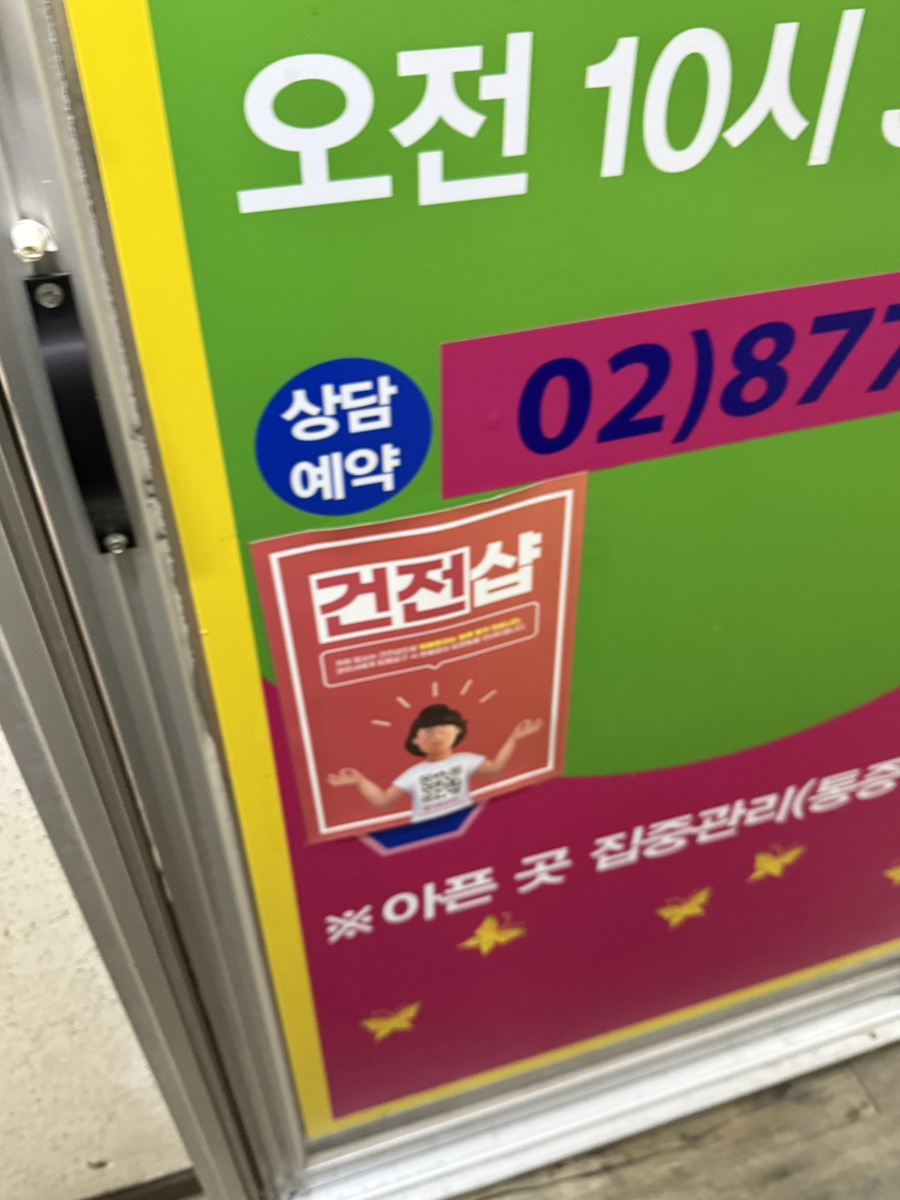 오전 10시
02)877
상담
예약
건전샵
※아픈 곳 집중관리(통증